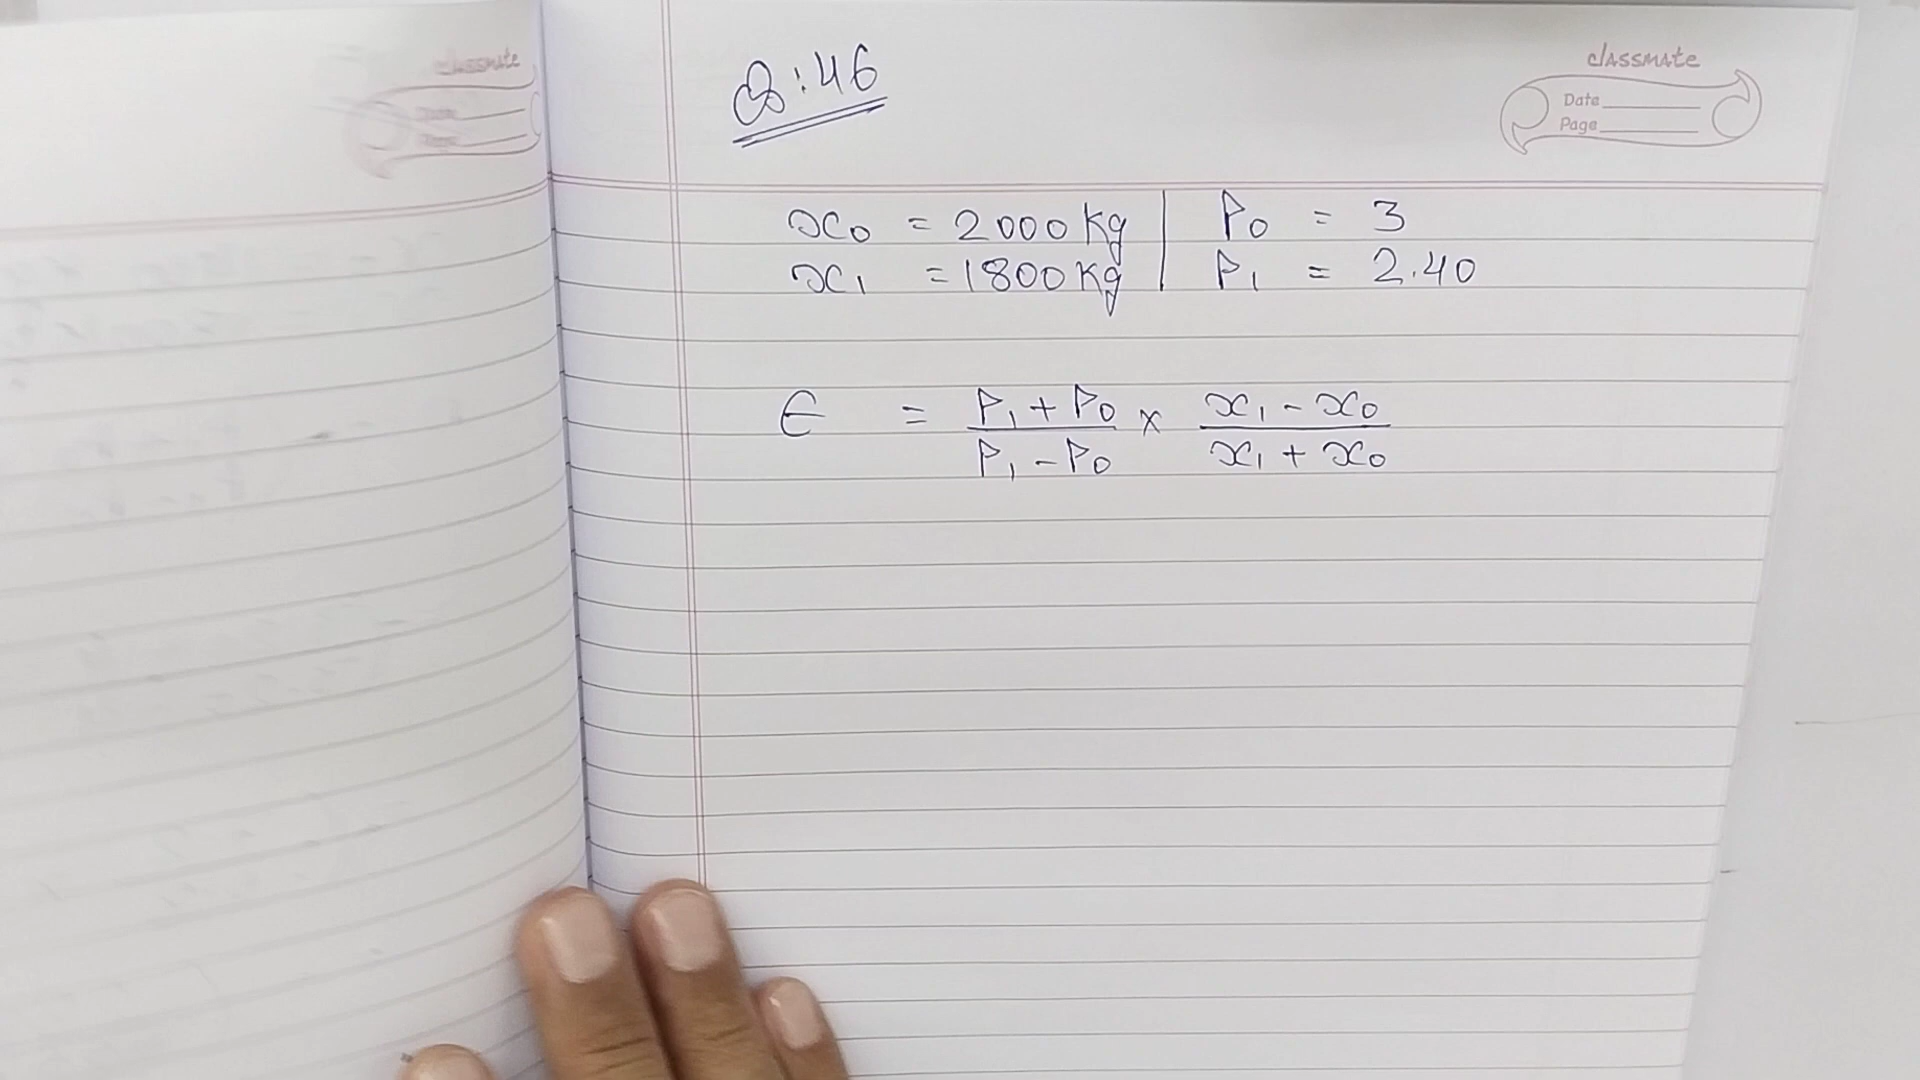 classmate
Q:46
classmate
Date
Page
x₀ = 2000 kg | P₀ = 3
x₁ = 1800 kg | P₁ = 2.40
E = P₁ + P₀ / P₁ - P₀ × x₁ - x₀ / x₁ + x₀